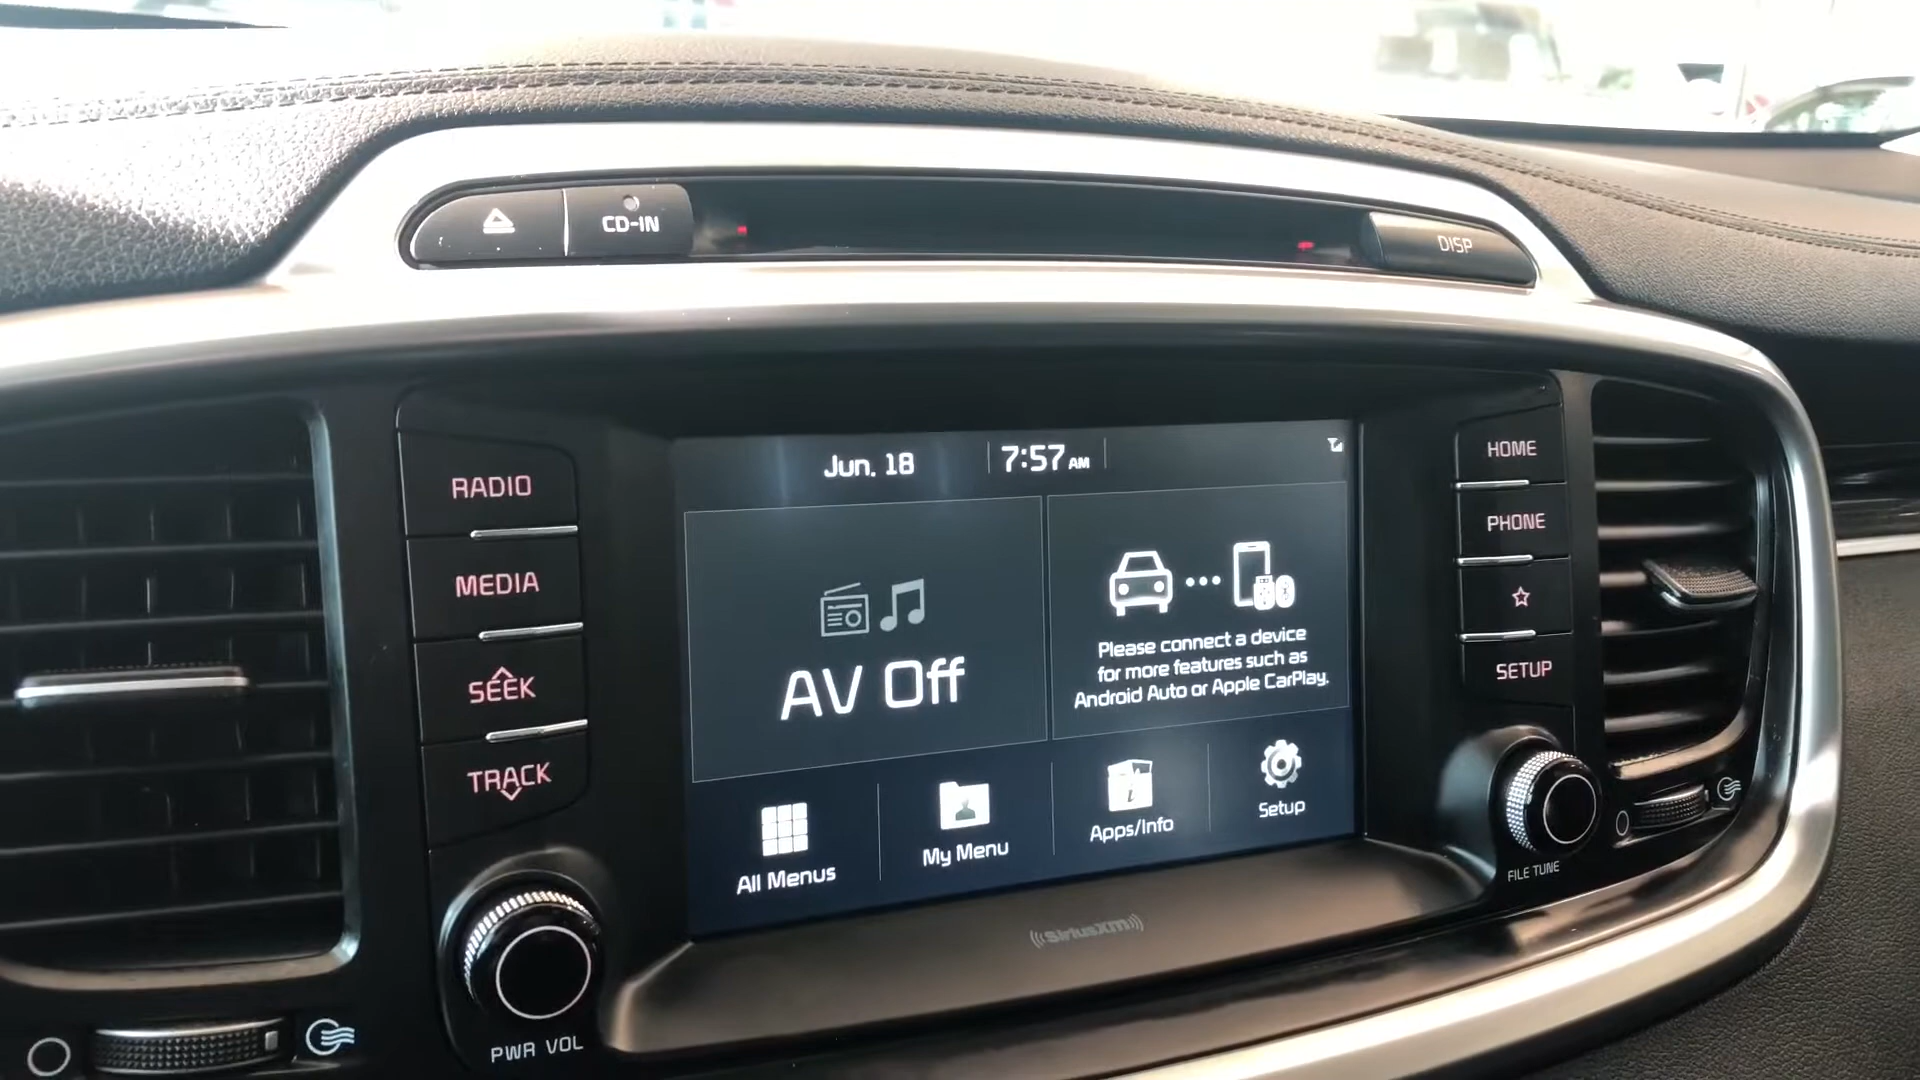 CD-IN
DISP
RADIO
MEDIA
SEEK
TRACK
PWR VOL
Jun. 18
7:57 AM
AV Off
Please connect a device
for more features such as
Android Auto or Apple CarPlay.
All Menus
My Menu
Apps/Info
Setup
((SiriusXM))
HOME
PHONE
SETUP
FILE TUNE